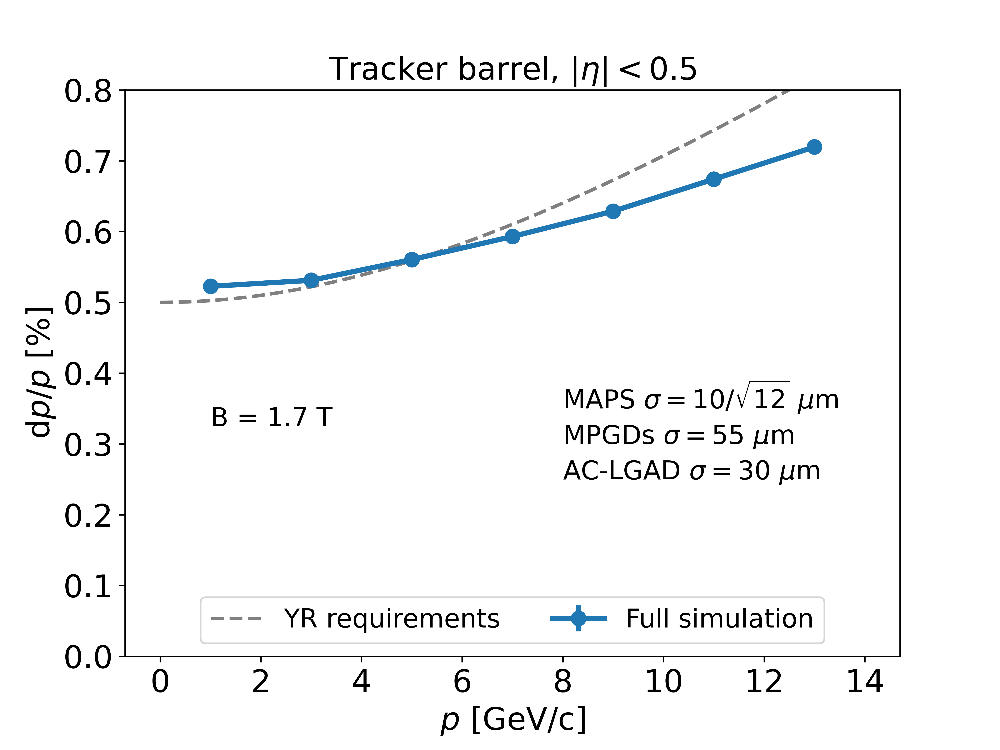 Tracker barrel, |η| < 0.5
dp/p [%]
0.8
0.7
0.6
0.5
0.4
0.3
0.2
0.1
0.0
B = 1.7 T
MAPS σ = 10/√12 μm
MPGDs σ = 55 μm
AC-LGAD σ = 30 μm
YR requirements
Full simulation
0 2 4 6 8 10 12 14
p [GeV/c]